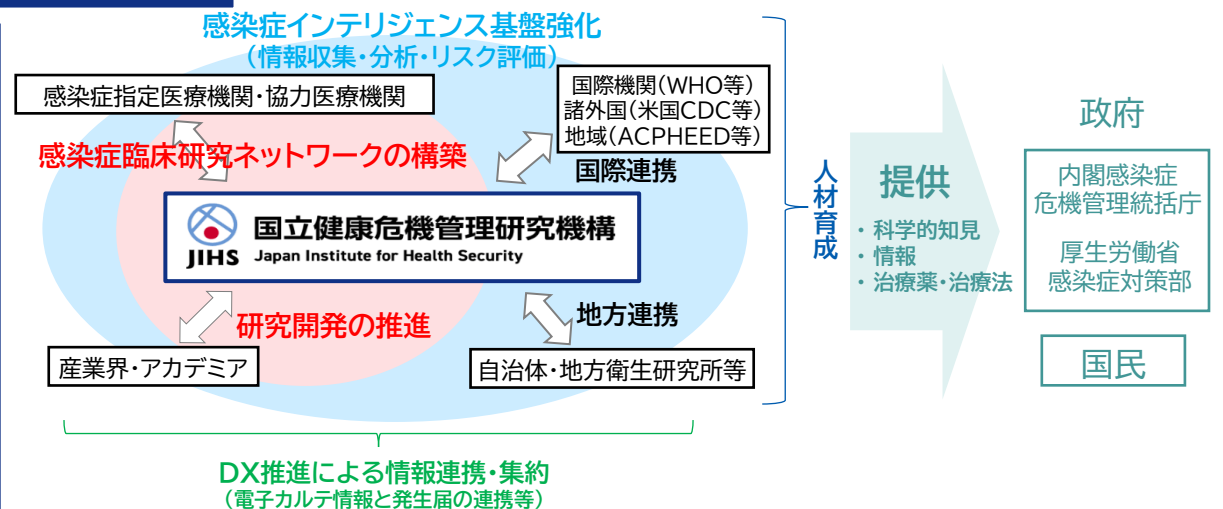 感染症インテリジェンス基盤強化
（情報収集・分析・リスク評価）
感染症指定医療機関・協力医療機関
国際機関（WHO等）
諸外国（米国CDC等）
地域（ACPHEED等）
感染症臨床研究ネットワークの構築
国際連携
JIHS
国立健康危機管理研究機構
Japan Institute for Health Security
研究開発の推進
地方連携
産業界・アカデミア
自治体・地方衛生研究所等
DX推進による情報連携・集約
（電子カルテ情報と発生届の連携等）
人材育成
提供
・科学的知見
・情報
・治療薬・治療法
政府
内閣感染症
危機管理統括庁
厚生労働省
感染症対策部
国民